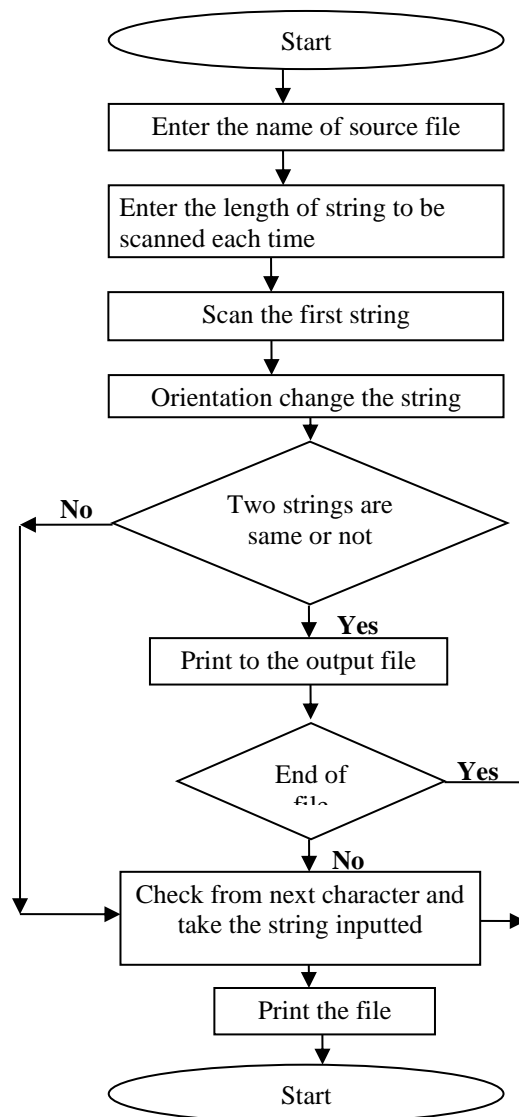 Start
Enter the name of source file
Enter the length of string to be
scanned each time
Scan the first string
Orientation change the string
Two strings are
same or not
No
Yes
Print to the output file
End of
file
Yes
No
Check from next character and
take the string inputted
Print the file
Start